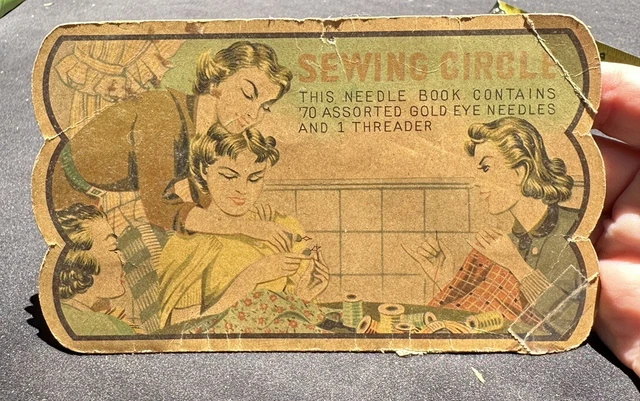 SEWING CIRCLE
THIS NEEDLE BOOK CONTAINS
'70 ASSORTED GOLD EYE NEEDLES
AND 1 THREADER